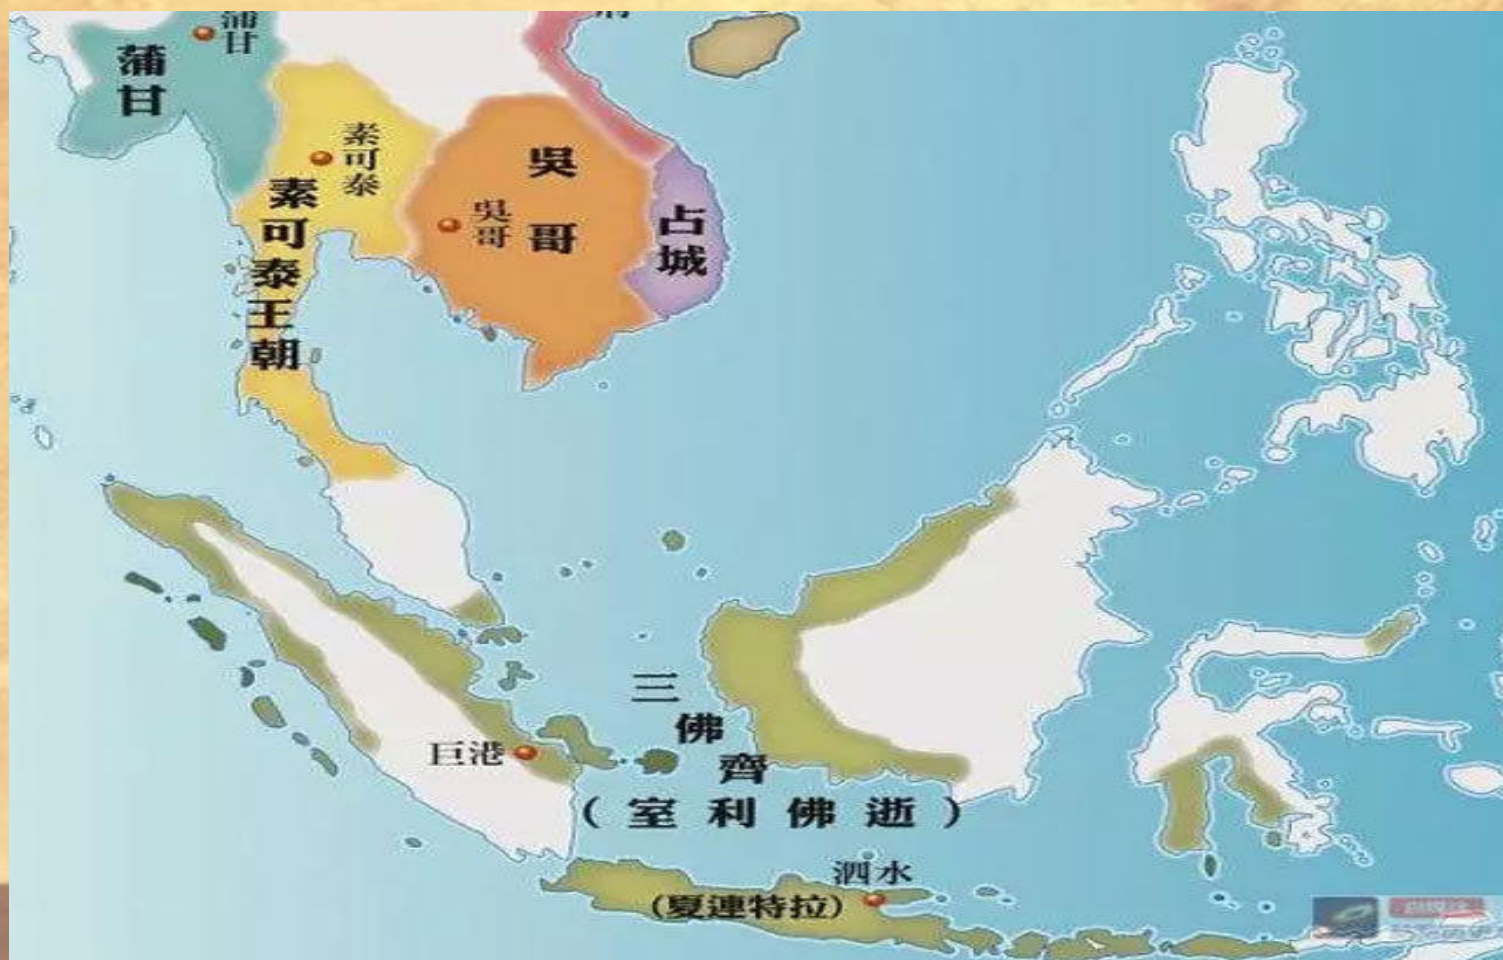 蒲甘
蒲甘
素可泰
素可泰王朝
吳哥
吳哥
占城
三佛齊
(室利佛逝)
巨港
泗水
(夏連特拉)